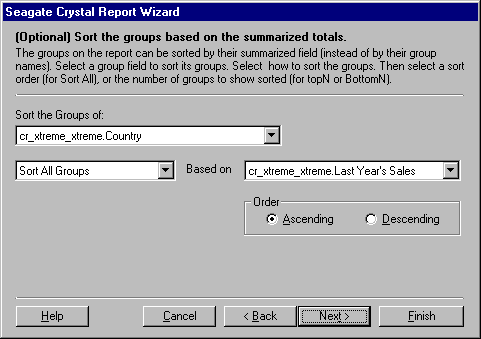 Seagate Crystal Report Wizard
(Optional) Sort the groups based on the summarized totals.
The groups on the report can be sorted by their summarized field (instead of by their group
names). Select a group field to sort its groups. Select  how to sort the groups. Then select a sort
order (for Sort All), or the number of groups to show sorted (for topN or BottomN).
Sort the Groups of:
cr_xtreme_xtreme.Country
Sort All Groups Based on cr_xtreme_xtreme.Last Year's Sales
Order
Ascending Descending
Help Cancel < Back Next > Finish